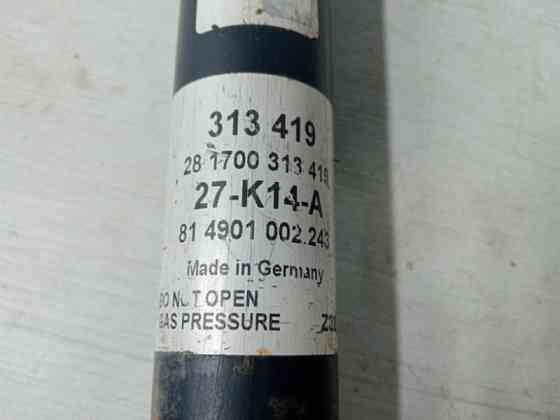 313 419
28 1700 313 419
27-K14-A
81 4901 002.243
Made in Germany
DO NOT OPEN
GAS PRESSURE